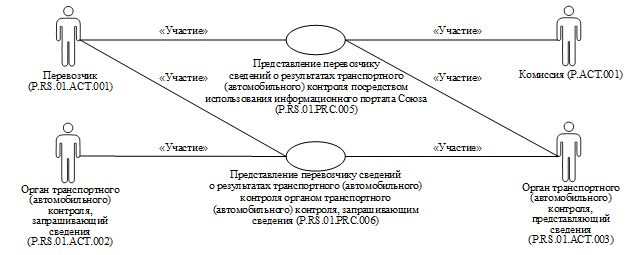 «Участие»
«Участие»
Перевозчик
(P.RS.01.ACT.001)
Представление перевозчику
сведений о результатах транспортного
(автомобильного) контроля посредством
использования информационного портала Союза
(P.RS.01.PRC.005)
Комиссия (P.ACT.001)
«Участие»
«Участие»
«Участие»
«Участие»
Орган транспортного
(автомобильного)
контроля,
запрашивающий
сведения
(P.RS.01.ACT.002)
Представление перевозчику сведений
о результатах транспортного (автомобильного)
контроля органом транспортного
(автомобильного) контроля, запрашивающим
сведения (P.RS.01.PRC.006)
Орган транспортного
(автомобильного)
контроля,
представляющий
сведения
(P.RS.01.ACT.003)